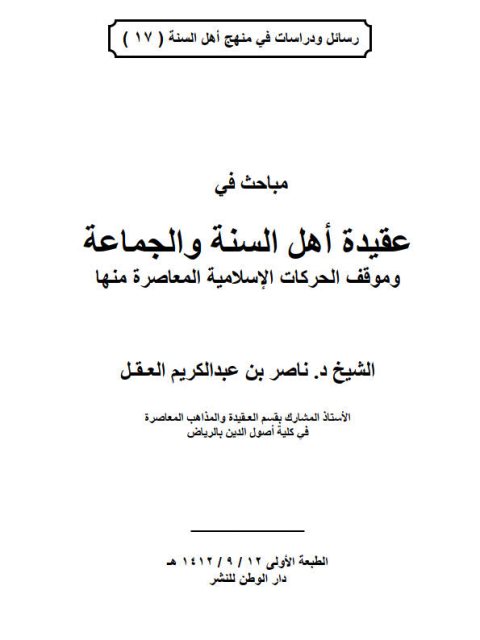 رسائل ودراسات في منهج أهل السنة ( ١٧ )
مباحث في
عقيدة أهل السنة والجماعة
وموقف الحركات الإسلامية المعاصرة منها
الشيخ د. ناصر بن عبدالكريم العقل
الأستاذ المشارك بقسم العقيدة والمذاهب المعاصرة
في كلية أصول الدين بالرياض
الطبعة الأولى ١٢ / ٩ / ١٤١٢ هـ
دار الوطن للنشر